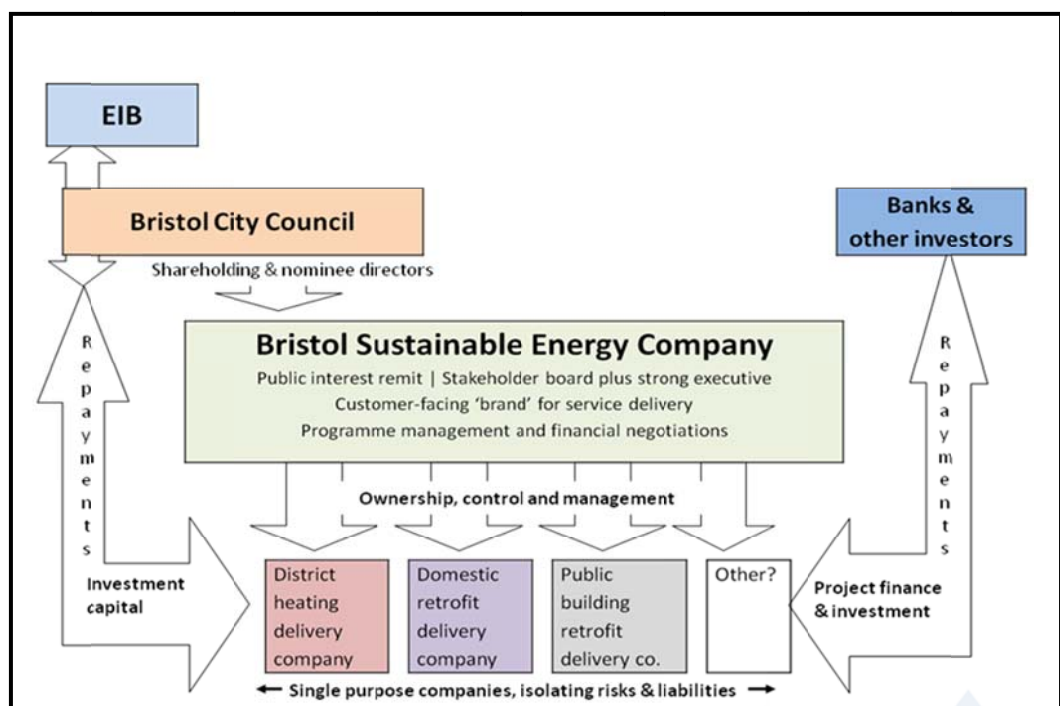 EIB
Bristol City Council
Banks &
other investors
Shareholding & nominee directors
Repayments
Bristol Sustainable Energy Company
Public interest remit | Stakeholder board plus strong executive
Customer-facing ‘brand’ for service delivery
Programme management and financial negotiations
Repayments
Ownership, control and management
Investment
capital
District
heating
delivery
company
Domestic
retrofit
delivery
company
Public
building
retrofit
delivery co.
Other?
Project finance
& investment
Single purpose companies, isolating risks & liabilities